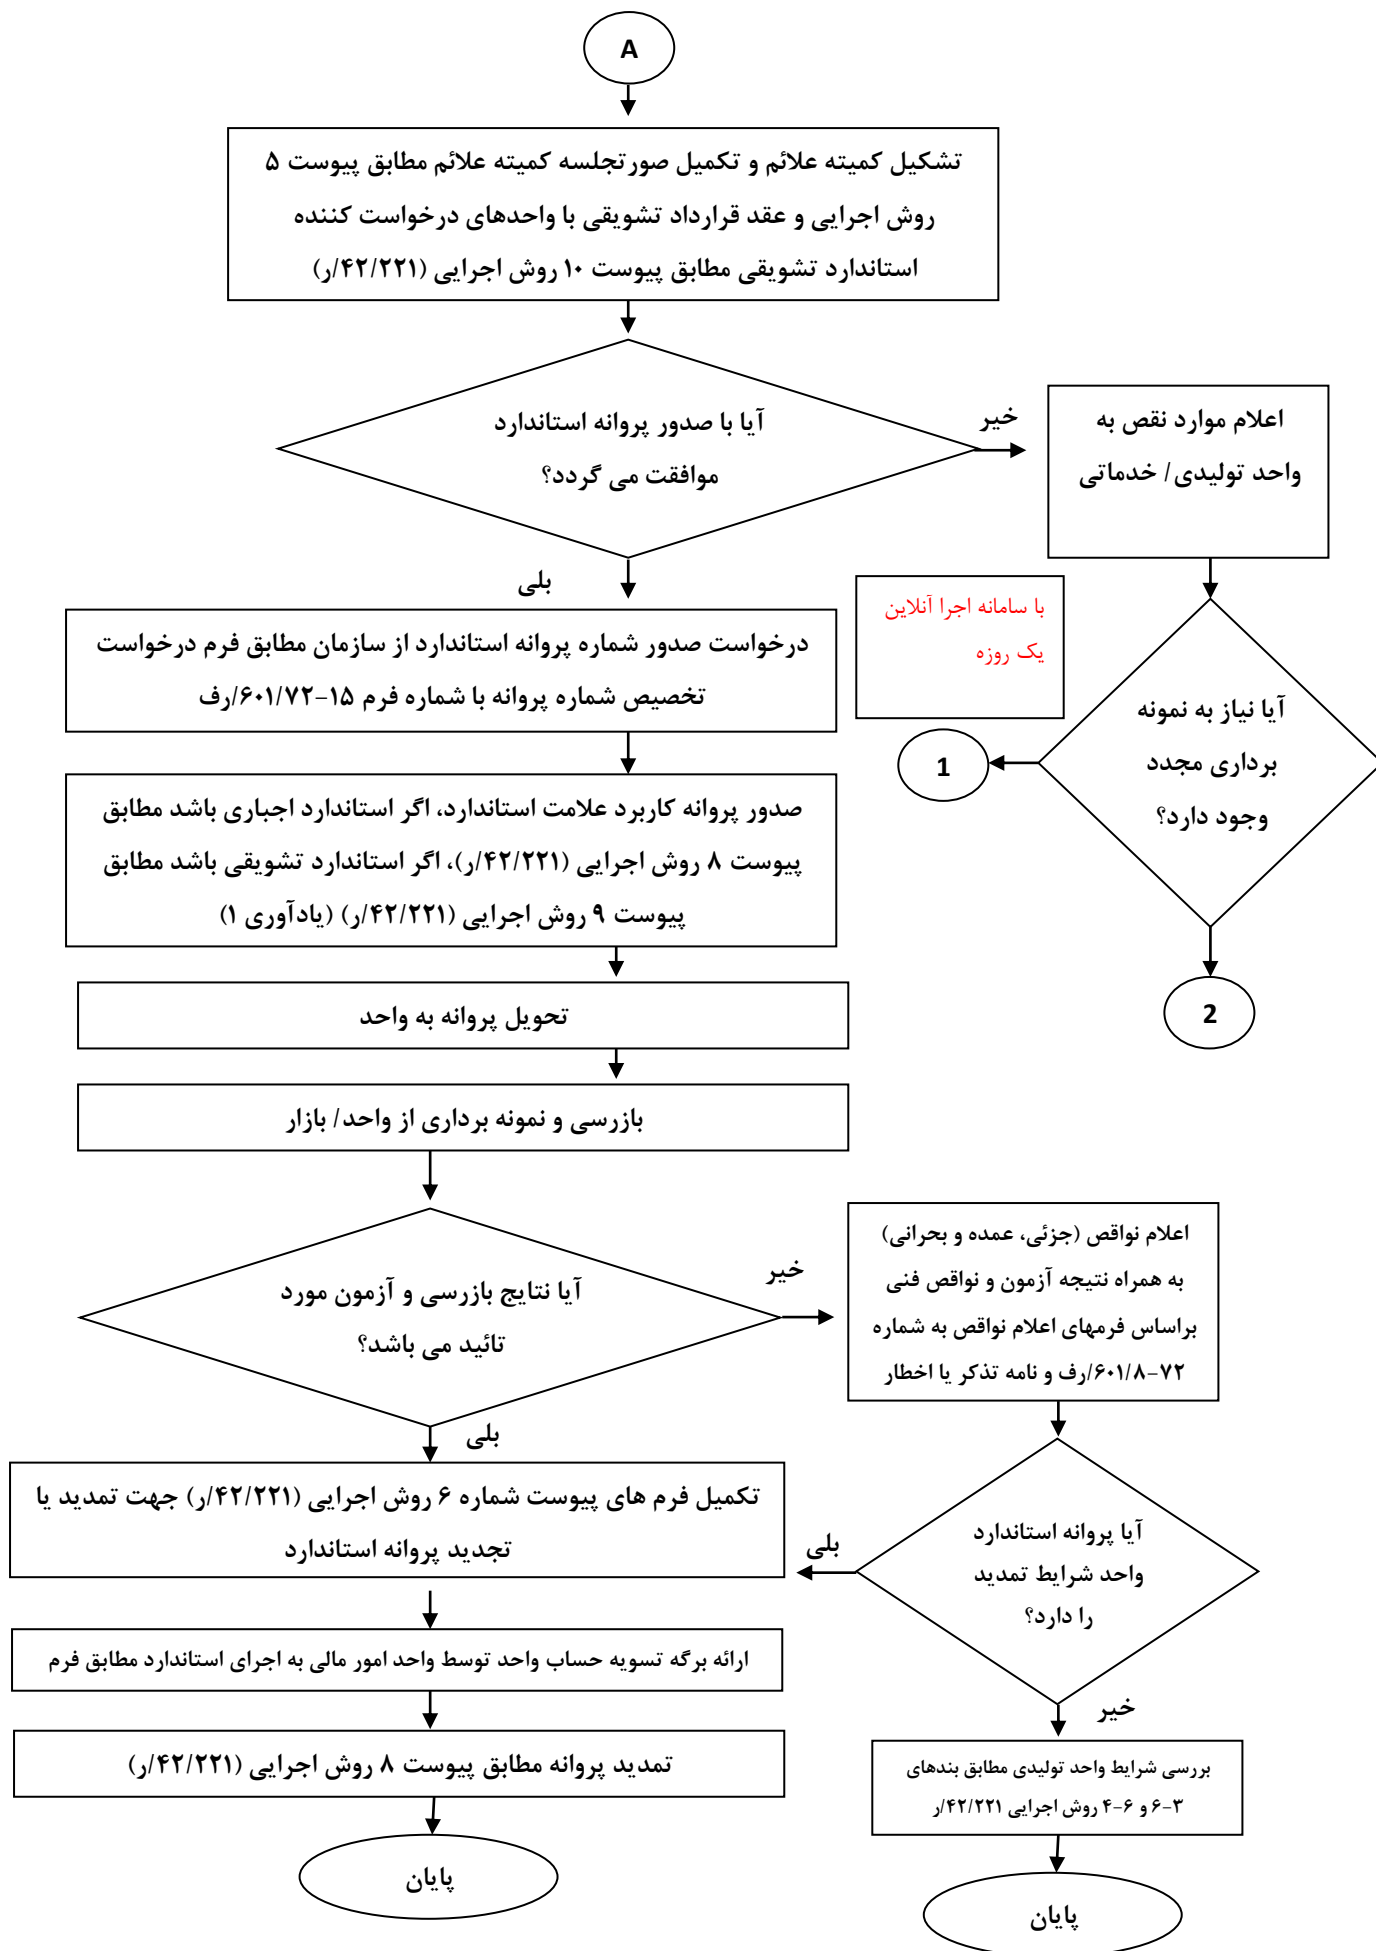 A
تشکیل کمیته علائم و تکمیل صورتجلسه کمیته علائم مطابق پیوست ۵
روش اجرایی و عقد قرارداد تشویقی با واحدهای درخواست کننده
استاندارد تشویقی مطابق پیوست ۱۰ روش اجرایی (۴۲/۲۲۱/ر)
آیا با صدور پروانه استاندارد
موافقت می گردد؟
خیر
اعلام موارد نقص به
واحد تولیدی/ خدماتی
بلی
با سامانه اجرا آنلاین
یک روزه
درخواست صدور شماره پروانه استاندارد از سازمان مطابق فرم درخواست
تخصیص شماره پروانه با شماره فرم ۱۵-۶۰۱/۷۲/رف
آیا نیاز به نمونه
برداری مجدد
وجود دارد؟
1
2
صدور پروانه کاربرد علامت استاندارد، اگر استاندارد اجباری باشد مطابق
پیوست ۸ روش اجرایی (۴۲/۲۲۱/ر)، اگر استاندارد تشویقی باشد مطابق
پیوست ۹ روش اجرایی (۴۲/۲۲۱/ر) (یادآوری ۱)
تحویل پروانه به واحد
بازرسی و نمونه برداری از واحد/ بازار
آیا نتایج بازرسی و آزمون مورد
تائید می باشد؟
خیر
اعلام نواقص (جزئی، عمده و بحرانی)
به همراه نتیجه آزمون و نواقص فنی
براساس فرمهای اعلام نواقص به شماره
۷۲-۶۰۱/۸/رف و نامه تذکر یا اخطار
بلی
تکمیل فرم های پیوست شماره ۶ روش اجرایی (۴۲/۲۲۱/ر) جهت تمدید یا
تجدید پروانه استاندارد
آیا پروانه استاندارد
واحد شرایط تمدید
را دارد؟
بلی
ارائه برگه تسویه حساب واحد توسط واحد امور مالی به اجرای استاندارد مطابق فرم
خیر
تمدید پروانه مطابق پیوست ۸ روش اجرایی (۴۲/۲۲۱/ر)
بررسی شرایط واحد تولیدی مطابق بندهای
۶-۳ و ۶-۴ روش اجرایی ۴۲/۲۲۱/ر
پایان
پایان